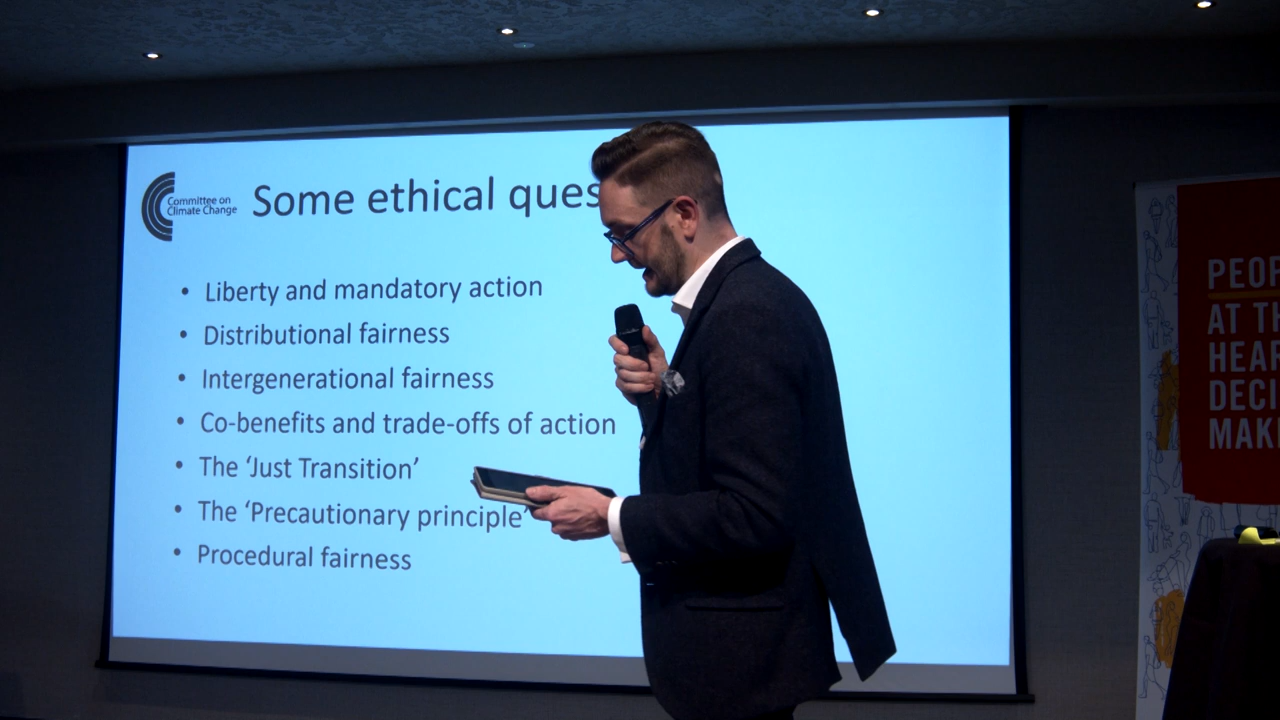 Committee on
Climate Change
Some ethical ques
• Liberty and mandatory action
• Distributional fairness
• Intergenerational fairness
• Co-benefits and trade-offs of action
• The ‘Just Transition’
• The ‘Precautionary principle’
• Procedural fairness
PEOP
AT TH
HEAR
DECI
MAK